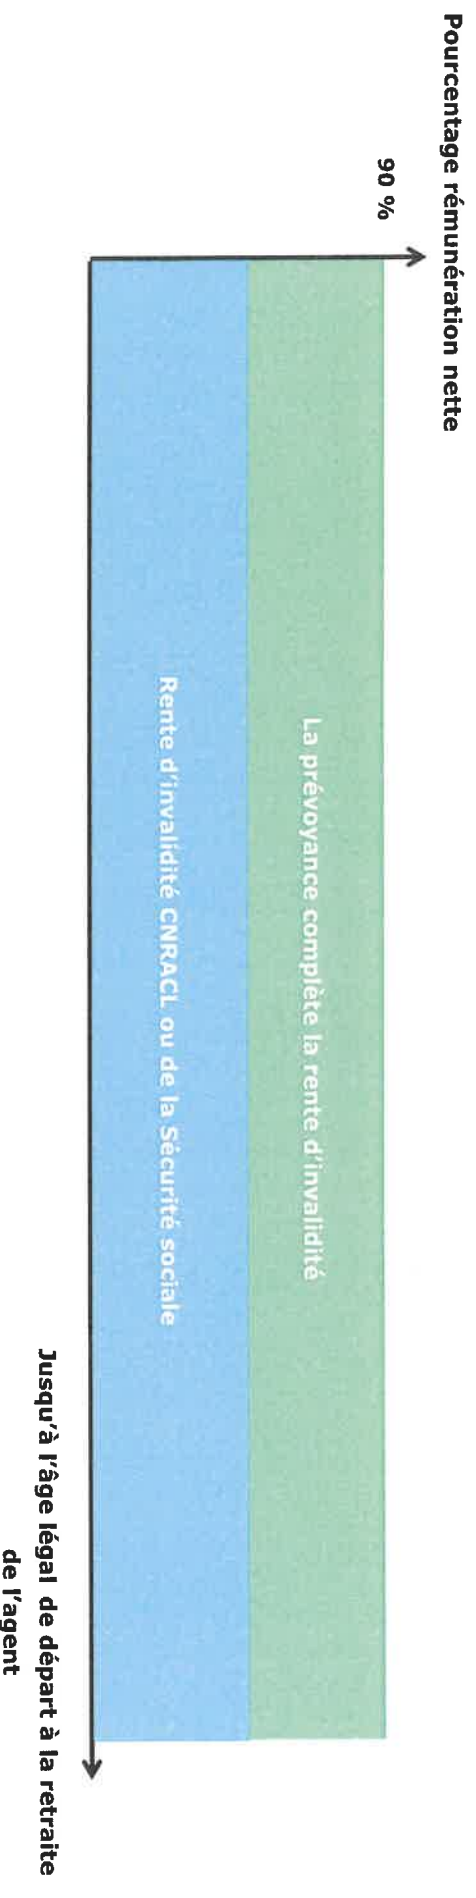 Pourcentage rémunération nette
90 %
La prévoyance complète la rente d'invalidité
Rente d'invalidité CNRACL ou de la Sécurité sociale
Jusqu'à l'âge légal de départ à la retraite
de l'agent